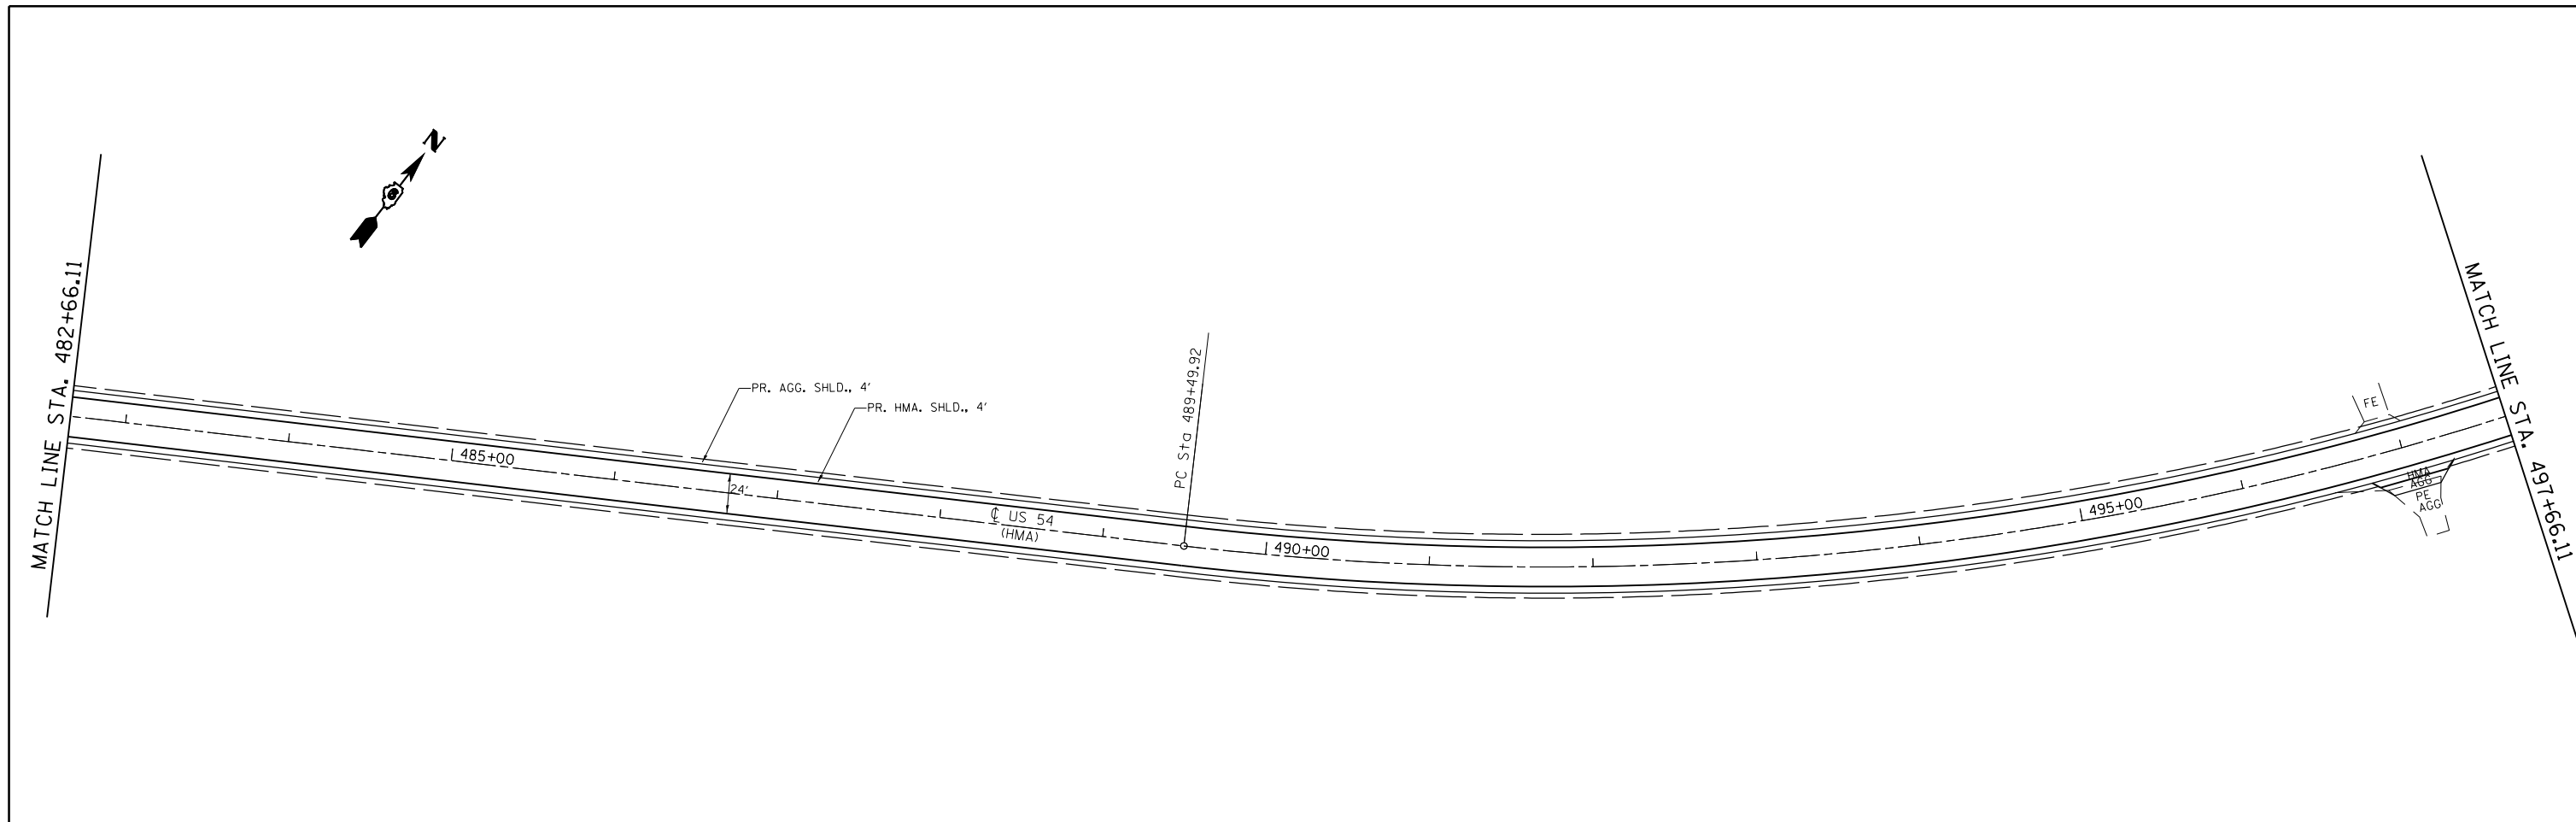 N
MATCH LINE STA. 482+66.11
PR. AGG. SHLD., 4'
PR. HMA. SHLD., 4'
485+00
24'
℄ US 54
(HMA)
PC Sta 489+49.92
490+00
495+00
FE
HMA
AGG
PE
AGG
MATCH LINE STA. 497+66.11